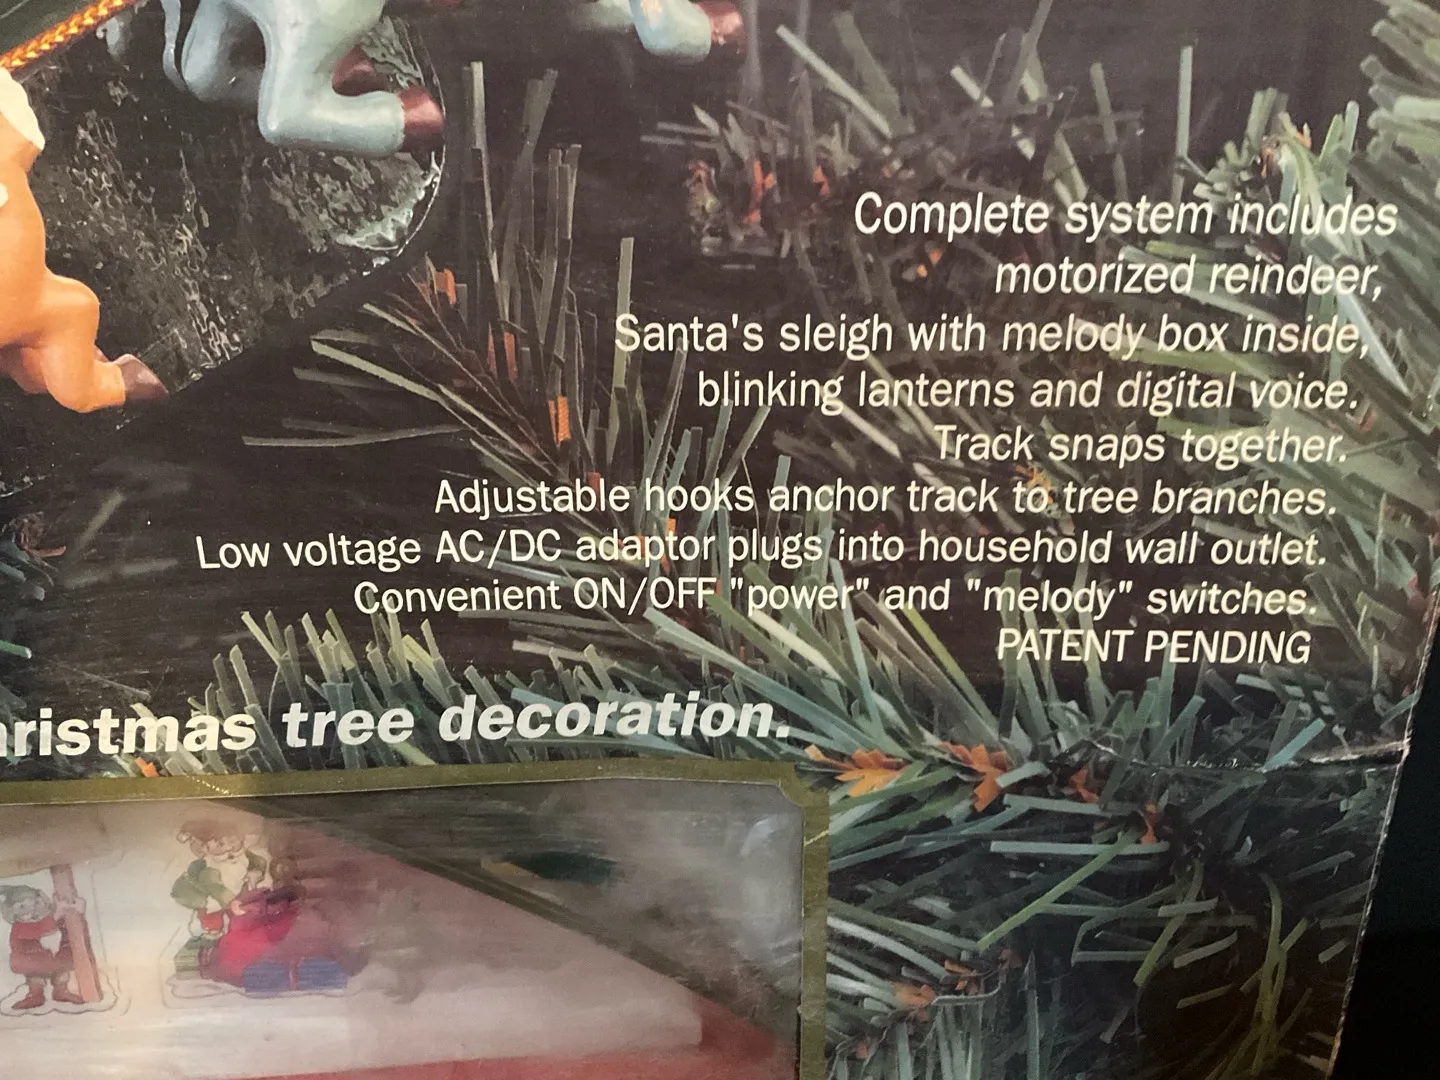 Complete system includes
motorized reindeer,
Santa's sleigh with melody box inside,
blinking lanterns and digital voice.
Track snaps together.
Adjustable hooks anchor track to tree branches.
Low voltage AC/DC adaptor plugs into household wall outlet.
Convenient ON/OFF "power" and "melody" switches.
PATENT PENDING
ristmas tree decoration.